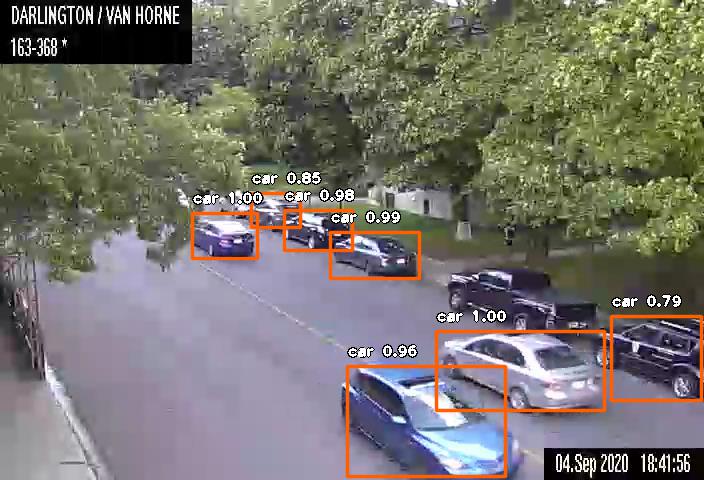 DARLINGTON / VAN HORNE
163-368 *
car 0.85
car 1.00
car 0.98
car 0.99
car 0.79
car 1.00
car 0.96
04.Sep 2020 18:41:56